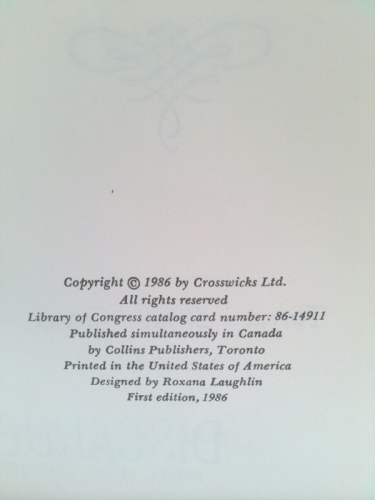 Copyright © 1986 by Crosswicks Ltd.
All rights reserved
Library of Congress catalog card number: 86-14911
Published simultaneously in Canada
by Collins Publishers, Toronto
Printed in the United States of America
Designed by Roxana Laughlin
First edition, 1986